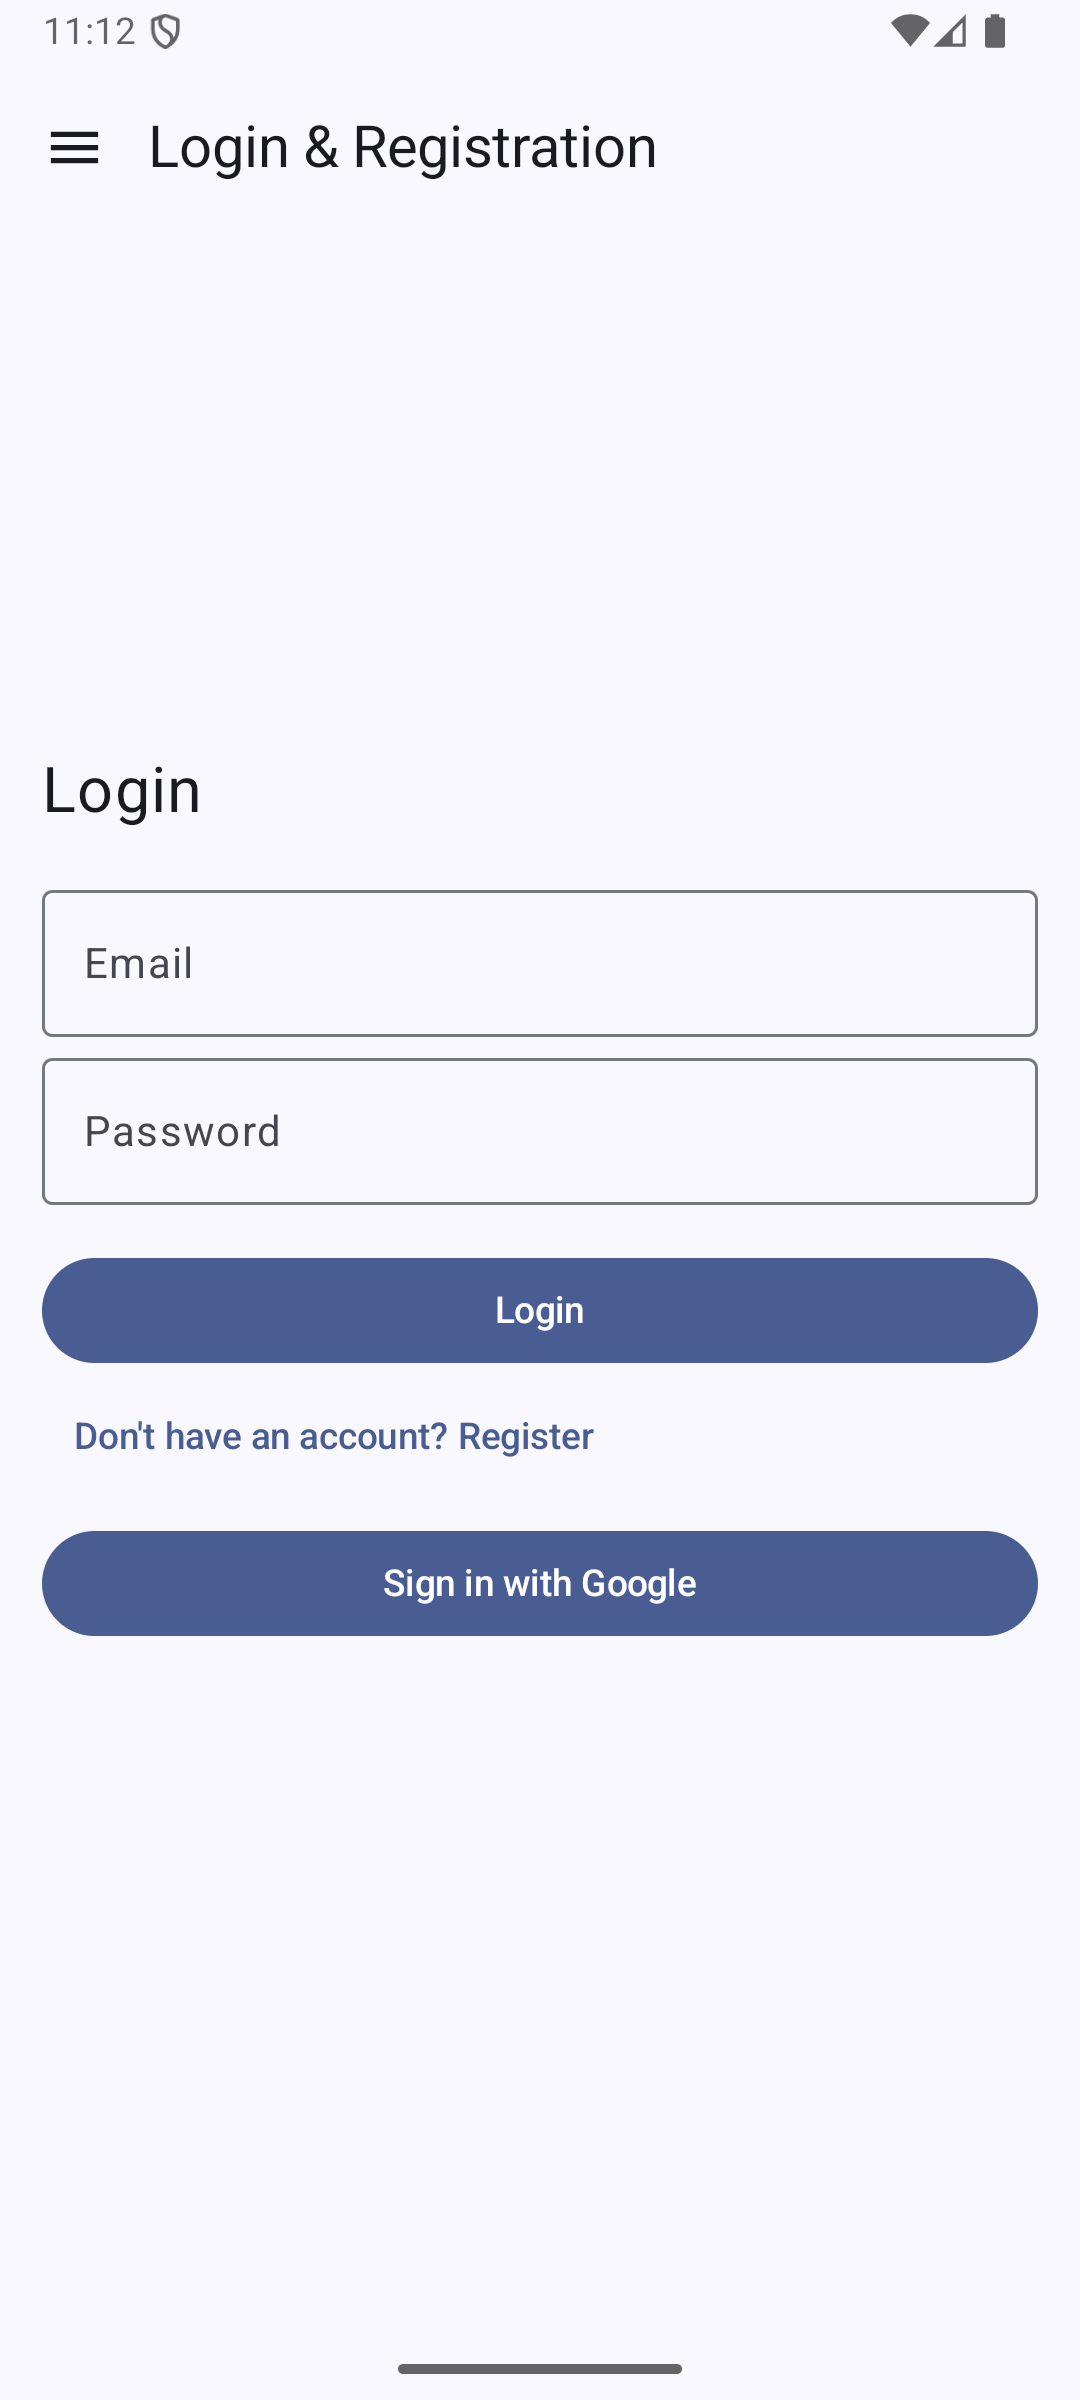 11:12
Login & Registration
Login
Email
Password
Login
Don't have an account? Register
Sign in with Google